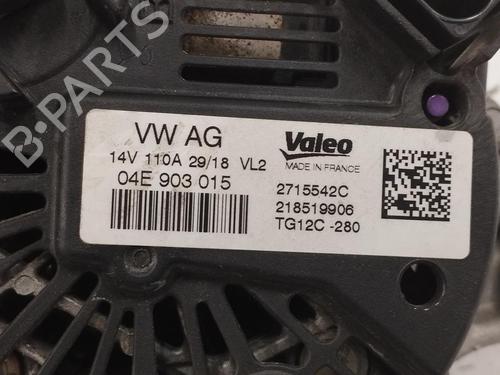 B-PARTS
VW AG
14V 110A 29/18 VL2
04E 903 015
Valeo
MADE IN FRANCE
2715542C
218519906
TG12C -280